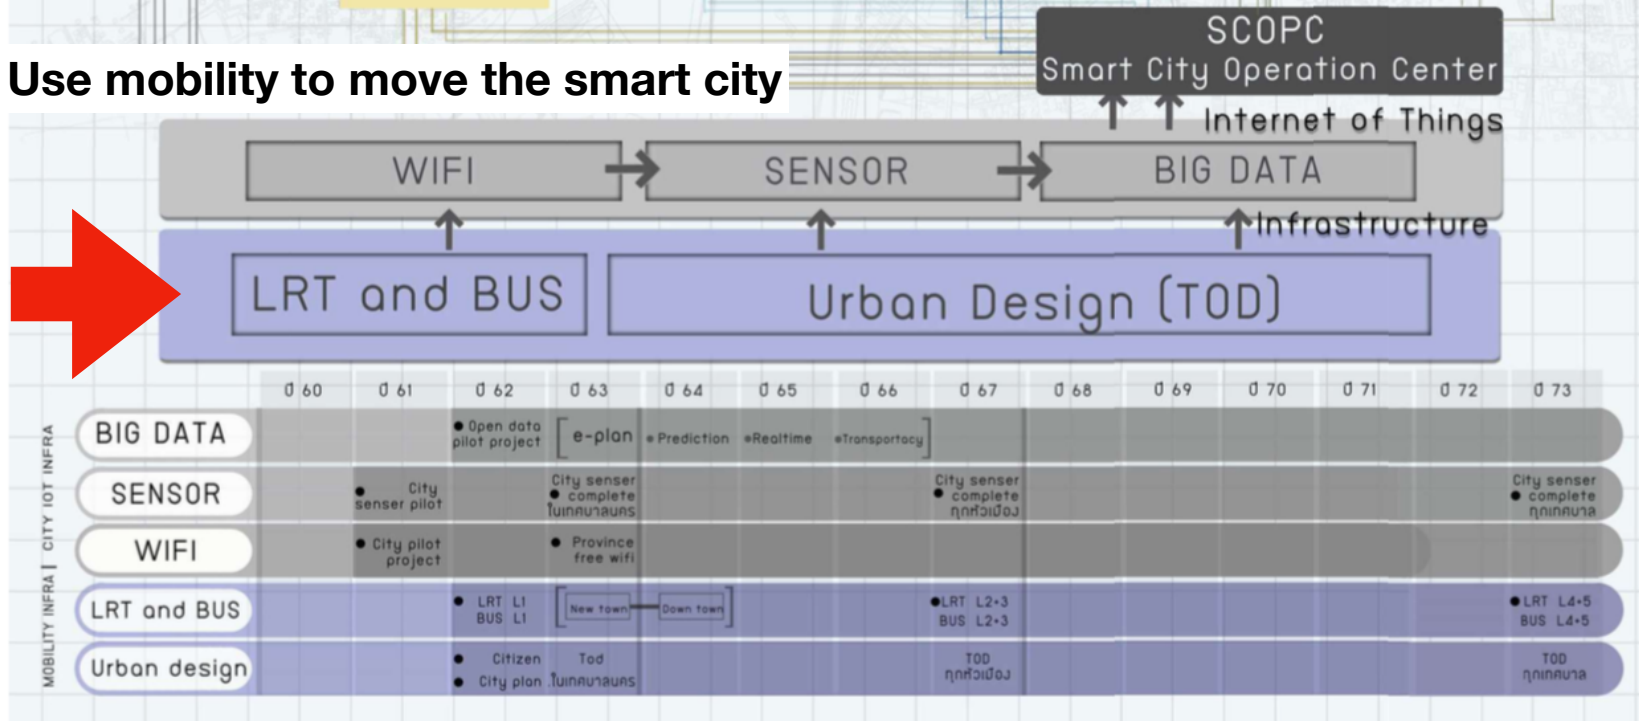 SCOPC
Smart City Operation Center
Use mobility to move the smart city
Internet of Things
WIFI
SENSOR
BIG DATA
Infrastructure
LRT and BUS
Urban Design (TOD)
ปี 60 ปี 61 ปี 62 ปี 63 ปี 64 ปี 65 ปี 66 ปี 67 ปี 68 ปี 69 ปี 70 ปี 71 ปี 72 ปี 73
MOBILITY INFRA | CITY IOT INFRA
BIG DATA
Open data
pilot project
e-plan
Prediction
Realtime
Transportacy
SENSOR
City
senser pilot
City senser
complete
ในเทศบาลนคร
City senser
complete
ทุกหัวเมือง
City senser
complete
ทุกเทศบาล
WIFI
City pilot
project
Province
free wifi
LRT and BUS
LRT L1
BUS L1
New town
Down town
LRT L2+3
BUS L2+3
LRT L4+5
BUS L4+5
Urban design
Citizen
City plan
Tod
ในเทศบาลนคร
TOD
ทุกหัวเมือง
TOD
ทุกเทศบาล